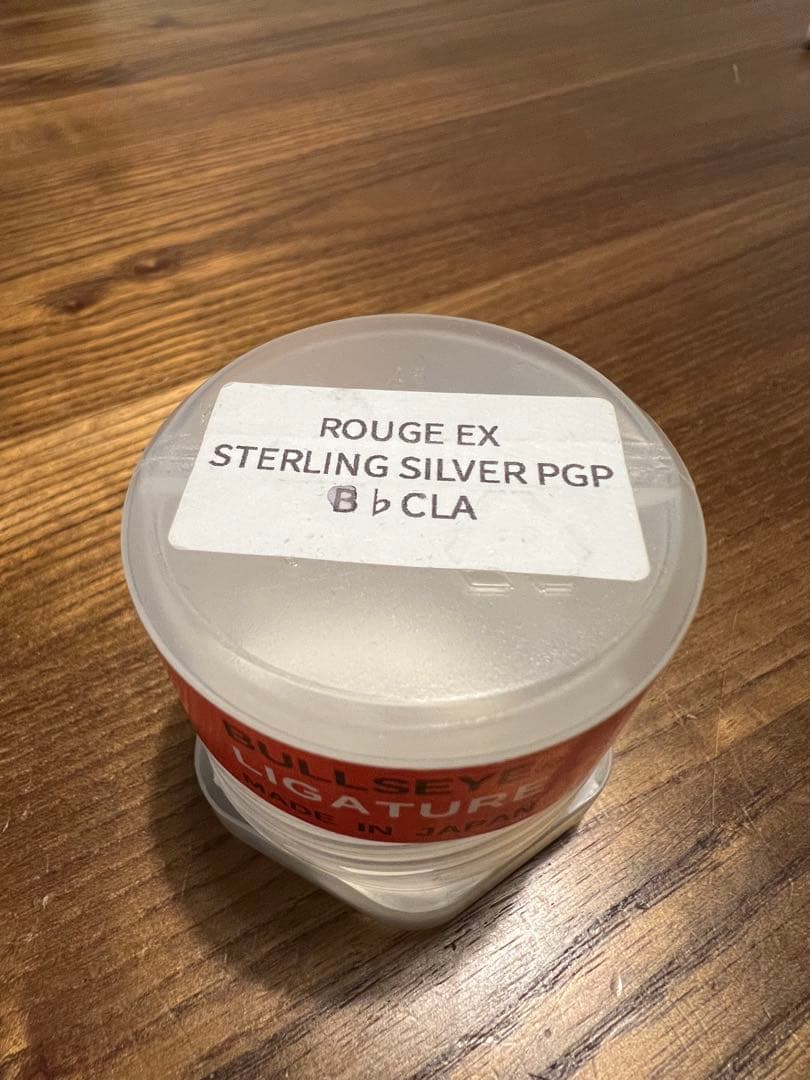 ROUGE EX
STERLING SILVER PGP
B♭CLA
BULLSEYE
LIGATURE
MADE IN JAPAN